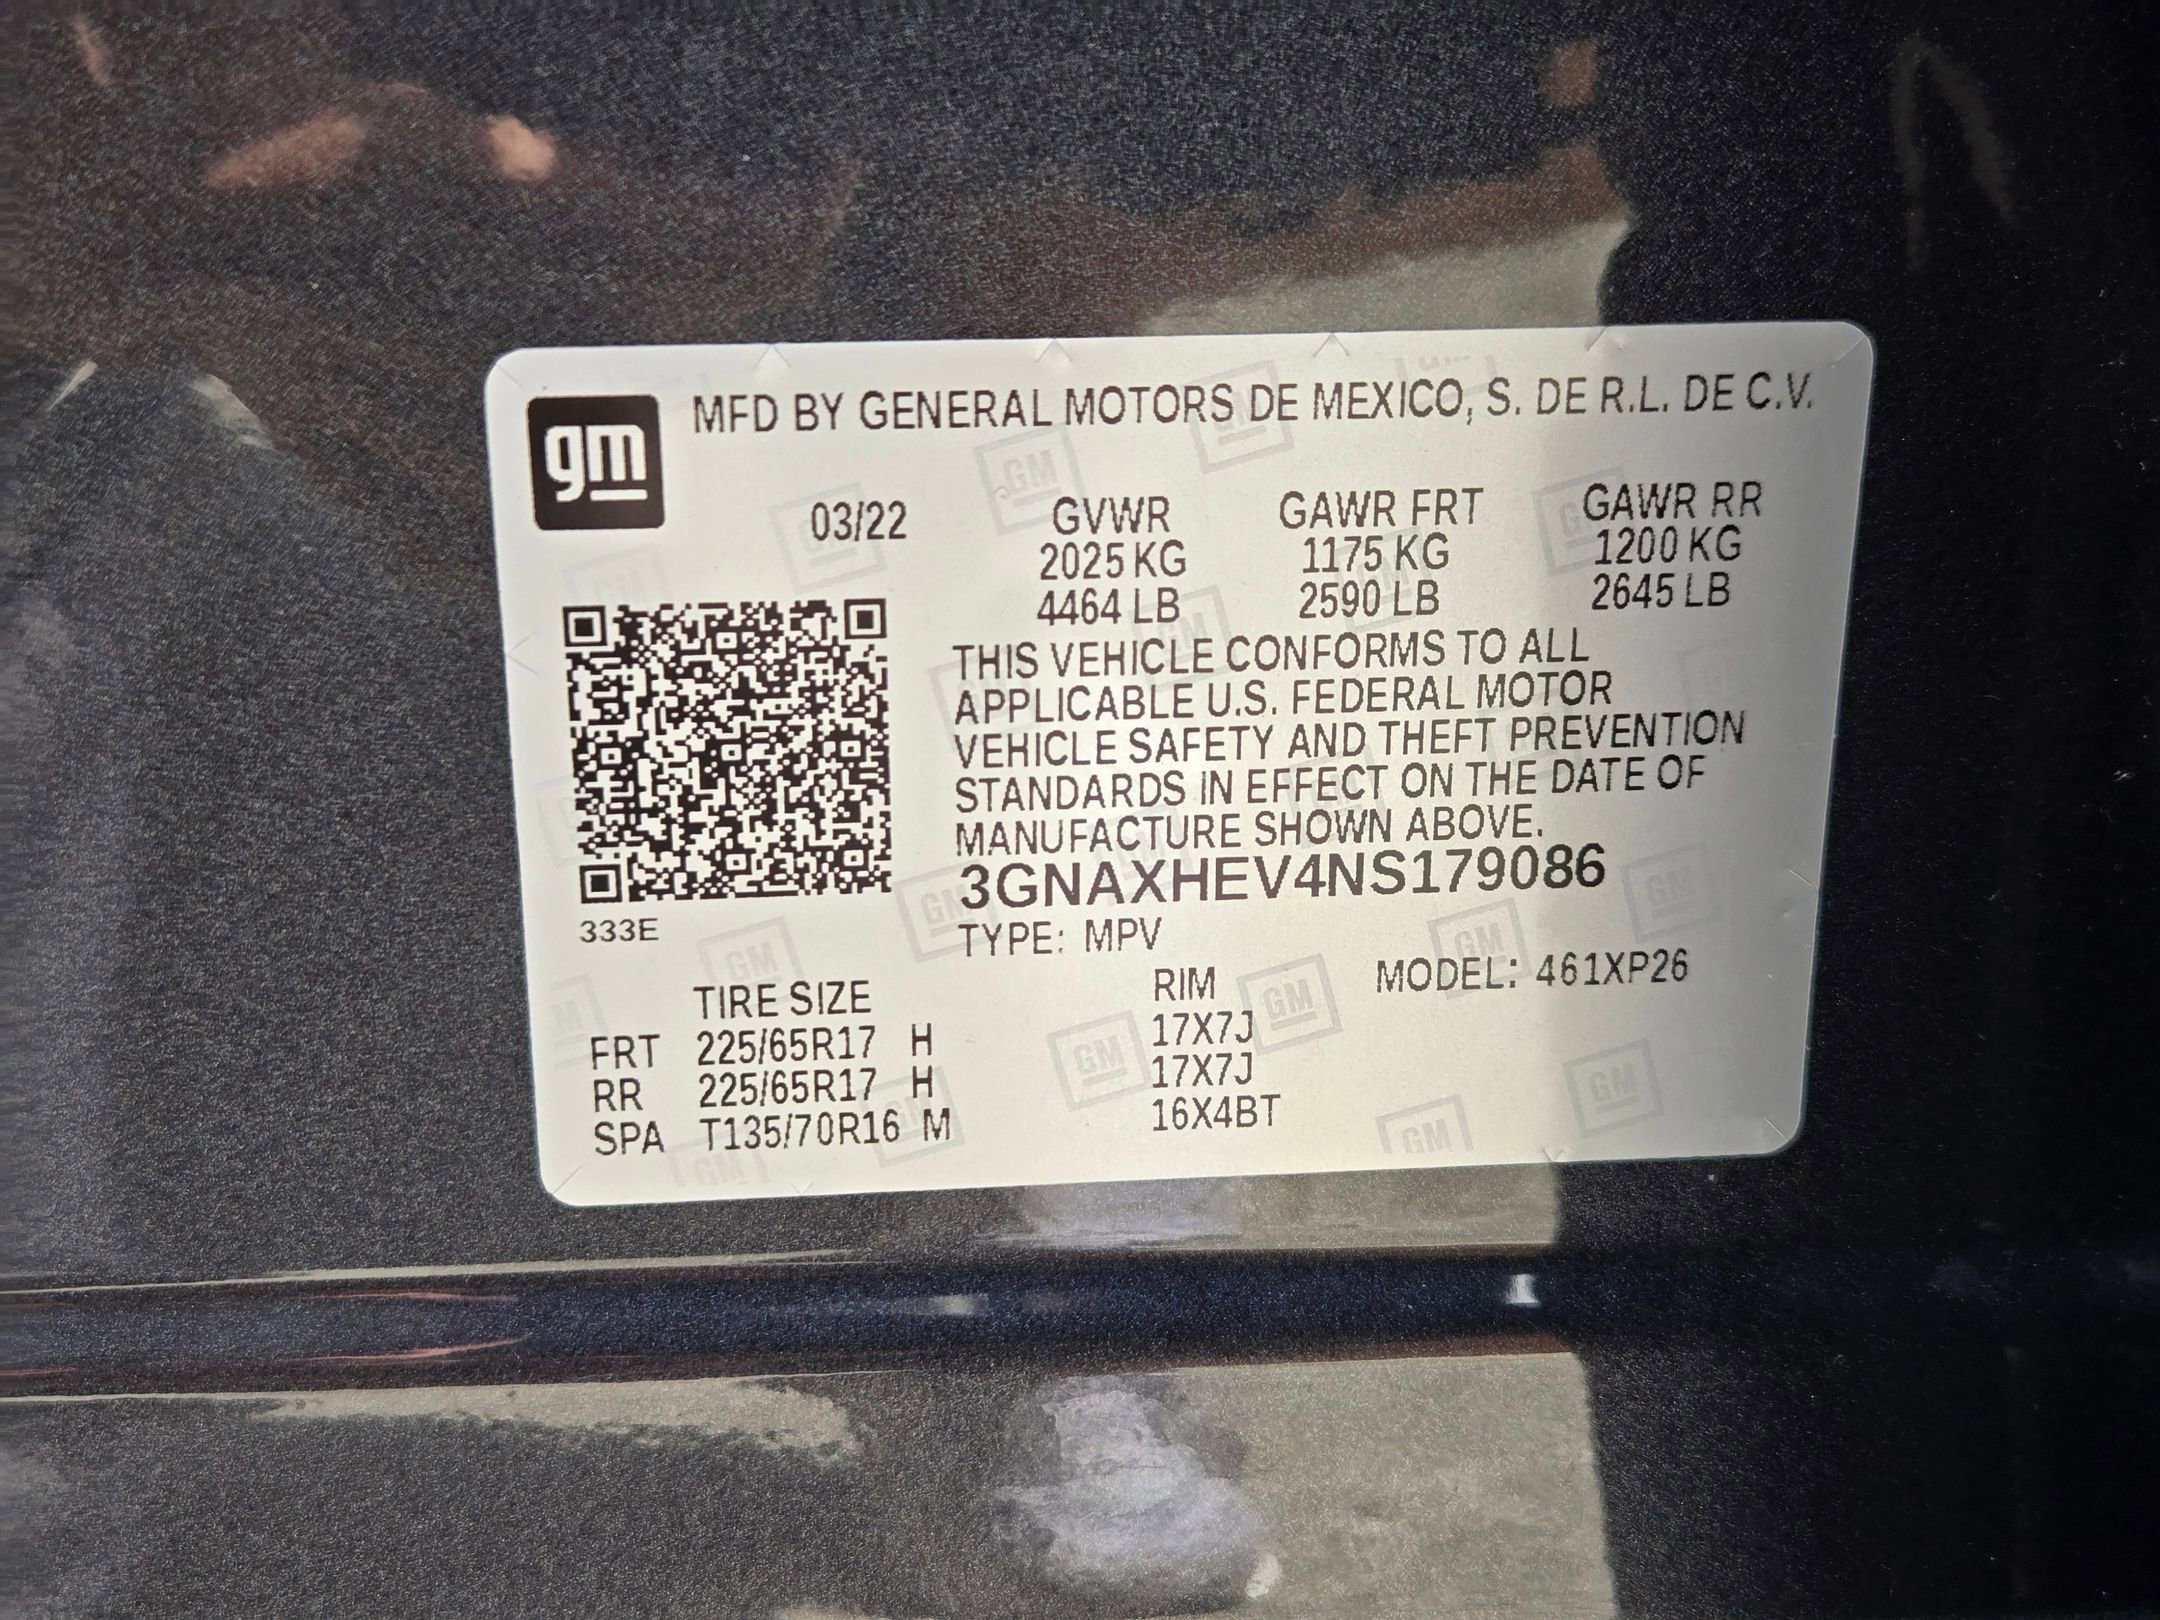 gm
MFD BY GENERAL MOTORS DE MEXICO, S. DE R.L. DE C.V.
03/22 GVWR GAWR FRT GAWR RR
2025 KG 1175 KG 1200 KG
4464 LB 2590 LB 2645 LB
THIS VEHICLE CONFORMS TO ALL
APPLICABLE U.S. FEDERAL MOTOR
VEHICLE SAFETY AND THEFT PREVENTION
STANDARDS IN EFFECT ON THE DATE OF
MANUFACTURE SHOWN ABOVE.
3GNAXHEV4NS179086
333E
TYPE: MPV
TIRE SIZE RIM MODEL: 461XP26
FRT 225/65R17 H 17X7J
RR 225/65R17 H 17X7J
SPA T135/70R16 M 16X4BT